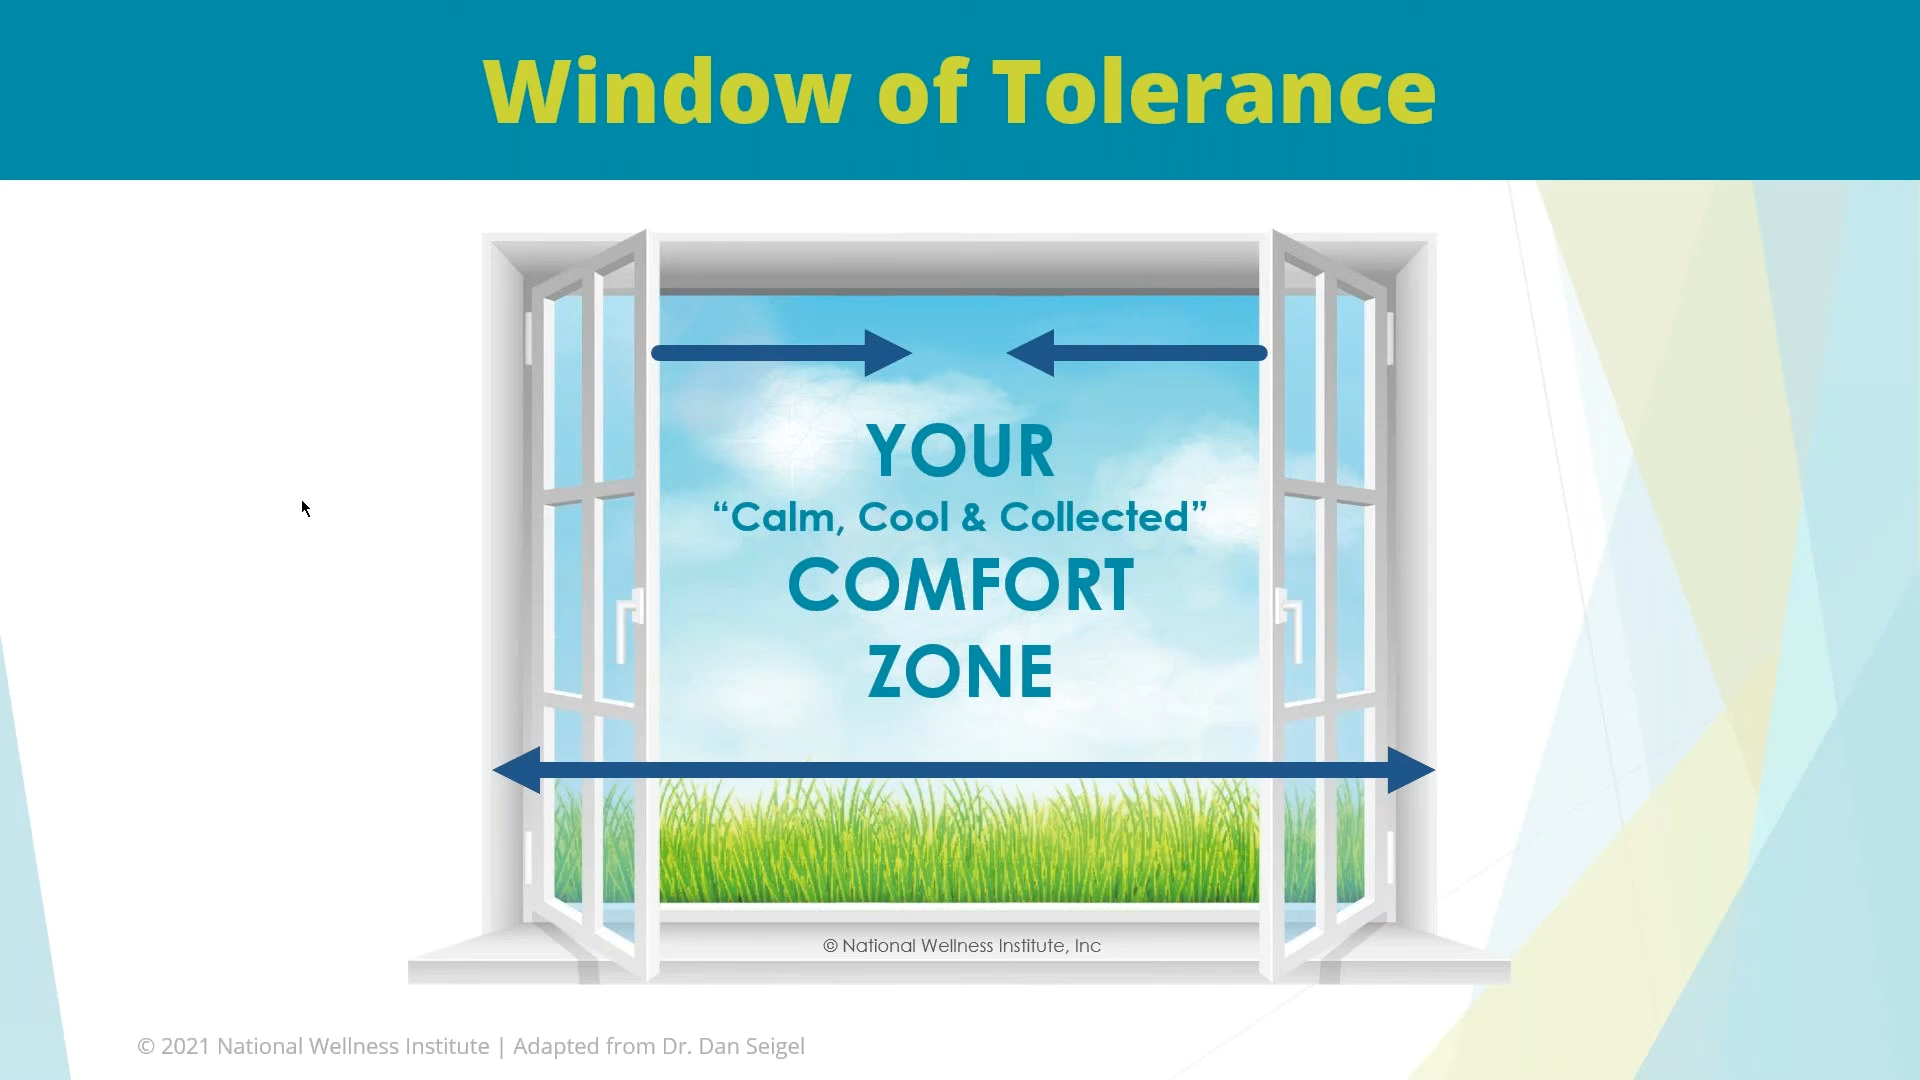 Window of Tolerance
YOUR
“Calm, Cool & Collected”
COMFORT
ZONE
© National Wellness Institute, Inc
© 2021 National Wellness Institute | Adapted from Dr. Dan Seigel